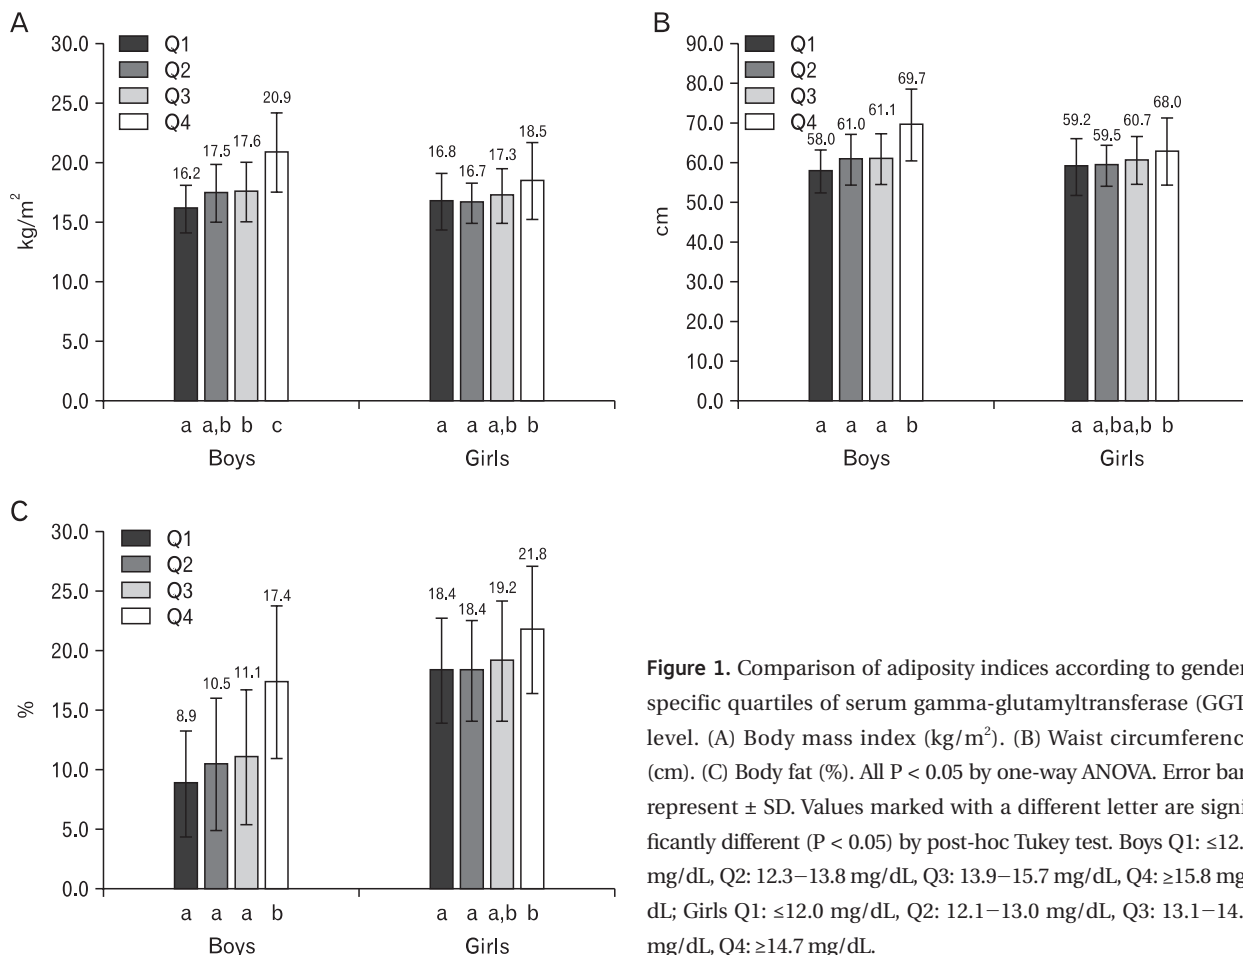 A
30.0
25.0
20.0
15.0
10.0
5.0
0.0
kg/m²
Q1
Q2
Q3
Q4
16.2
17.5
17.6
20.9
16.8
16.7
17.3
18.5
a a,b b c
a a a,b b
Boys
Girls
B
90.0
80.0
70.0
60.0
50.0
40.0
30.0
20.0
10.0
0.0
cm
Q1
Q2
Q3
Q4
58.0
61.0
61.1
69.7
59.2
59.5
60.7
68.0
a a a b
a a,b a,b b
Boys
Girls
C
30.0
25.0
20.0
15.0
10.0
5.0
0.0
%
Q1
Q2
Q3
Q4
8.9
10.5
11.1
17.4
18.4
18.4
19.2
21.8
a a a b
a a a,b b
Boys
Girls
Figure 1. Comparison of adiposity indices according to gender
specific quartiles of serum gamma-glutamyltransferase (GGT
level. (A) Body mass index (kg/m²). (B) Waist circumferenc
(cm). (C) Body fat (%). All P < 0.05 by one-way ANOVA. Error bar
represent ± SD. Values marked with a different letter are signi-
ficantly different (P < 0.05) by post-hoc Tukey test. Boys Q1: ≤12.
mg/dL, Q2: 12.3–13.8 mg/dL, Q3: 13.9–15.7 mg/dL, Q4: ≥15.8 mg
dL; Girls Q1: ≤12.0 mg/dL, Q2: 12.1–13.0 mg/dL, Q3: 13.1–14.
mg/dL, Q4: ≥14.7 mg/dL.